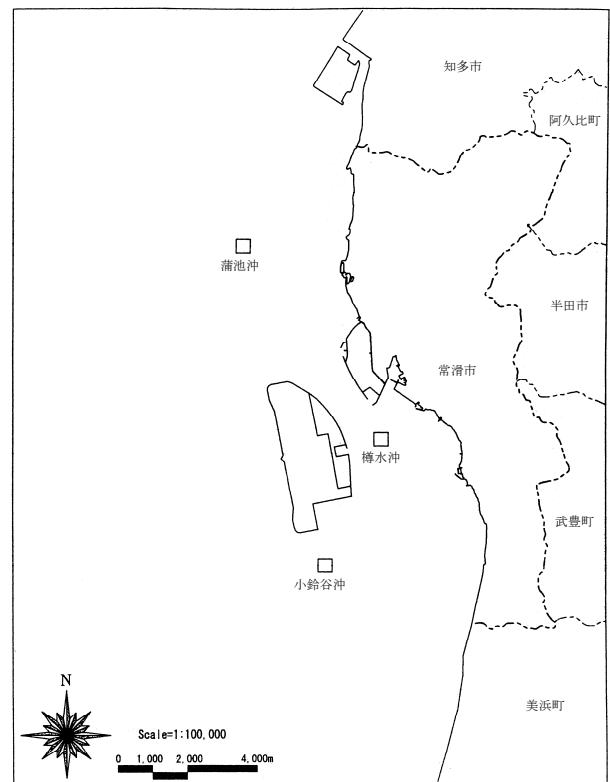 知多市
阿久比町
蒲池沖
半田市
常滑市
樽水沖
武豊町
小鈴谷沖
美浜町
N
Scale=1:100,000
0 1,000 2,000 4,000m